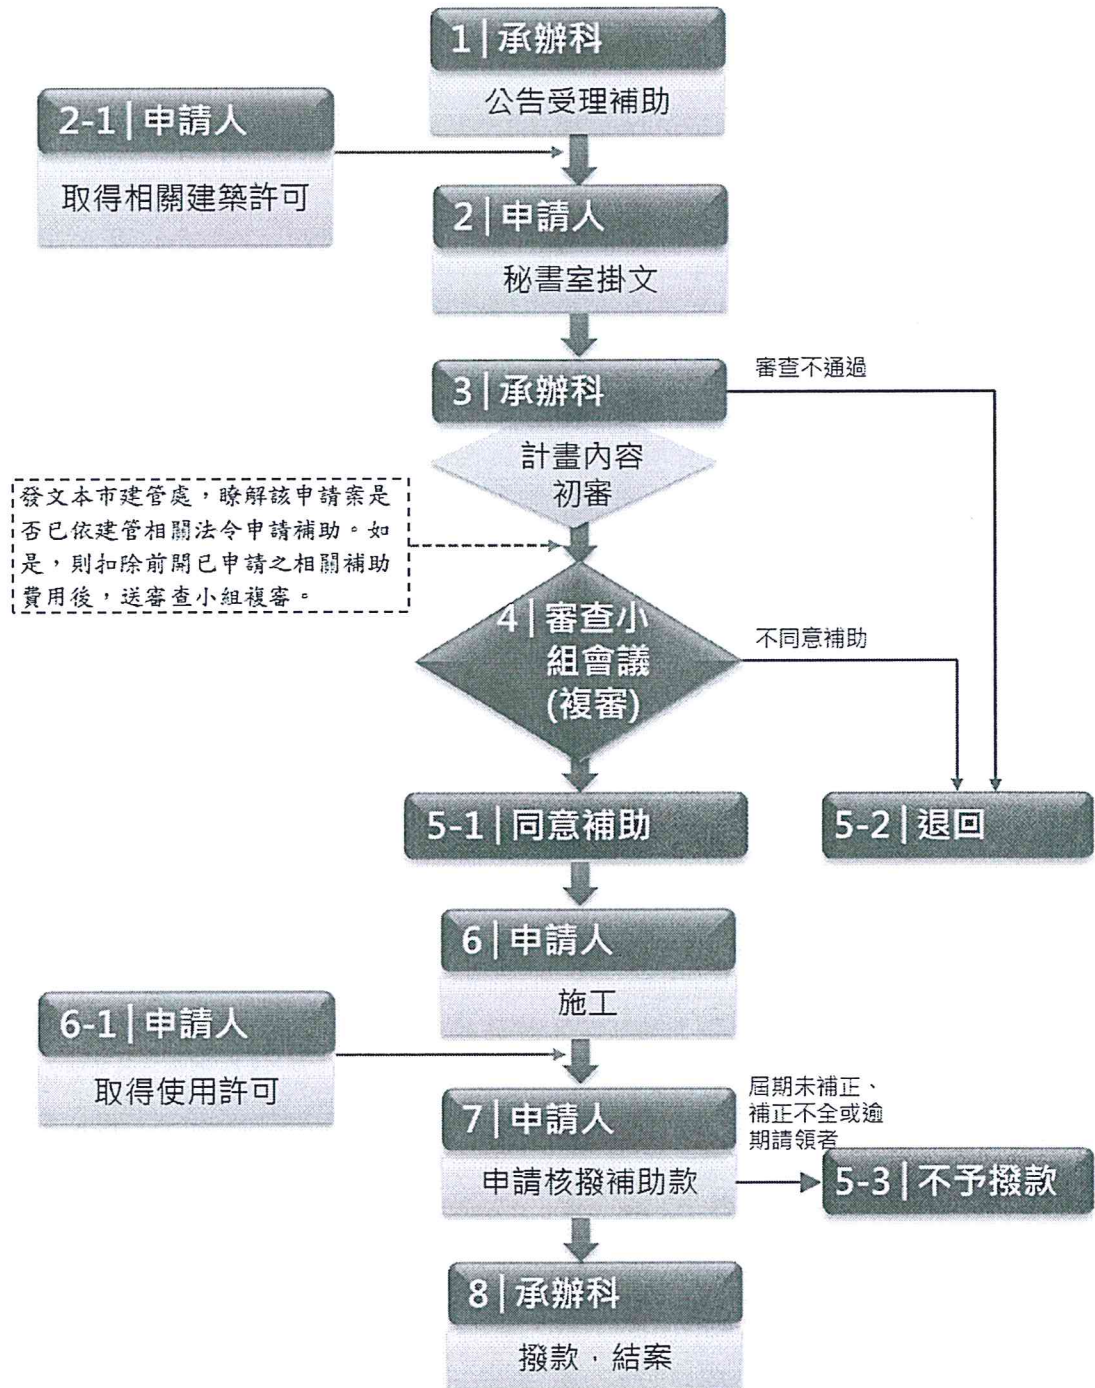 1|承辦科
公告受理補助
2-1|申請人
取得相關建築許可
2|申請人
秘書室掛文
3|承辦科
審查不通過
計畫內容
初審
發文本市建管處，瞭解該申請案是
否已依建管相關法令申請補助。如
是，則扣除前開已申請之相關補助
費用後，送審查小組複審。
4|審查小
組會議
(複審)
不同意補助
5-1|同意補助
5-2|退回
6|申請人
施工
6-1|申請人
取得使用許可
7|申請人
申請核撥補助款
屆期未補正、
補正不全或逾
期請領者
5-3|不予撥款
8|承辦科
撥款，結案